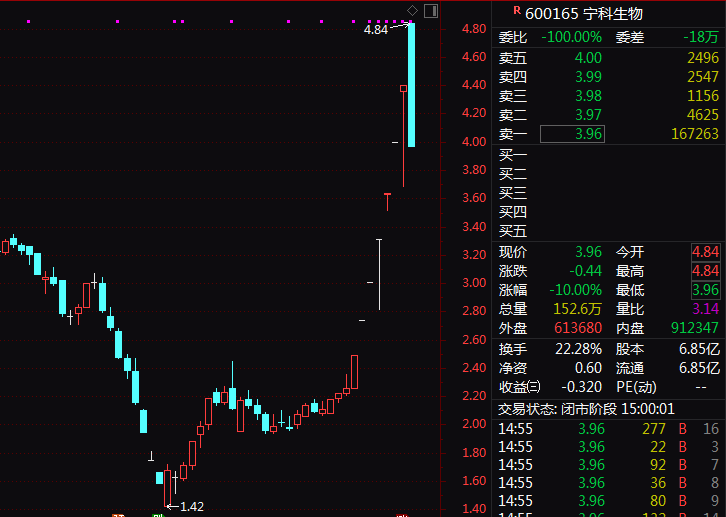 R 600165 宁科生物
委比 -100.00% 委差 -18万
卖五 4.00 2496
卖四 3.99 2547
卖三 3.98 1156
卖二 3.97 4625
卖一 3.96 167263
买一
买二
买三
买四
买五
现价 3.96 今开 4.84
涨跌 -0.44 最高 4.84
涨幅 -10.00% 最低 3.96
总量 152.6万 量比 3.14
外盘 613680 内盘 912347
换手 22.28% 股本 6.85亿
净资 0.60 流通 6.85亿
收益㈢ -0.320 PE(动) —
交易状态: 闭市阶段 15:00:01
14:55 3.96 277 B 16
14:55 3.96 22 B 3
14:55 3.96 92 B 7
14:55 3.96 36 B 8
14:55 3.96 80 B 9
4.84
1.42
4.80
4.60
4.40
4.20
4.00
3.80
3.60
3.40
3.20
3.00
2.80
2.60
2.40
2.20
2.00
1.80
1.60
1.40